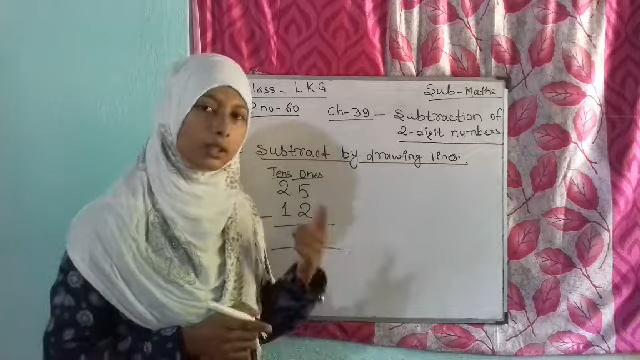 Class - LKG
Sub - Maths
P no - 60
Ch - 39 - Subtraction of
2-digit numbers
Subtract by drawing lines
Tens Ones
2 5
- 1 2